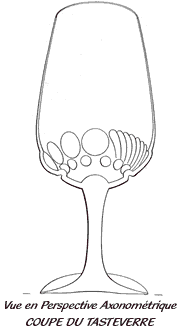 Vue en Perspective Axonométrique
COUPE DU TASTEVERRE